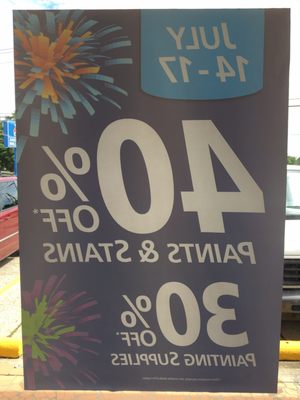 JULY
14-17
40% OFF*
PAINTS & STAINS
30% OFF*
PAINTING SUPPLIES